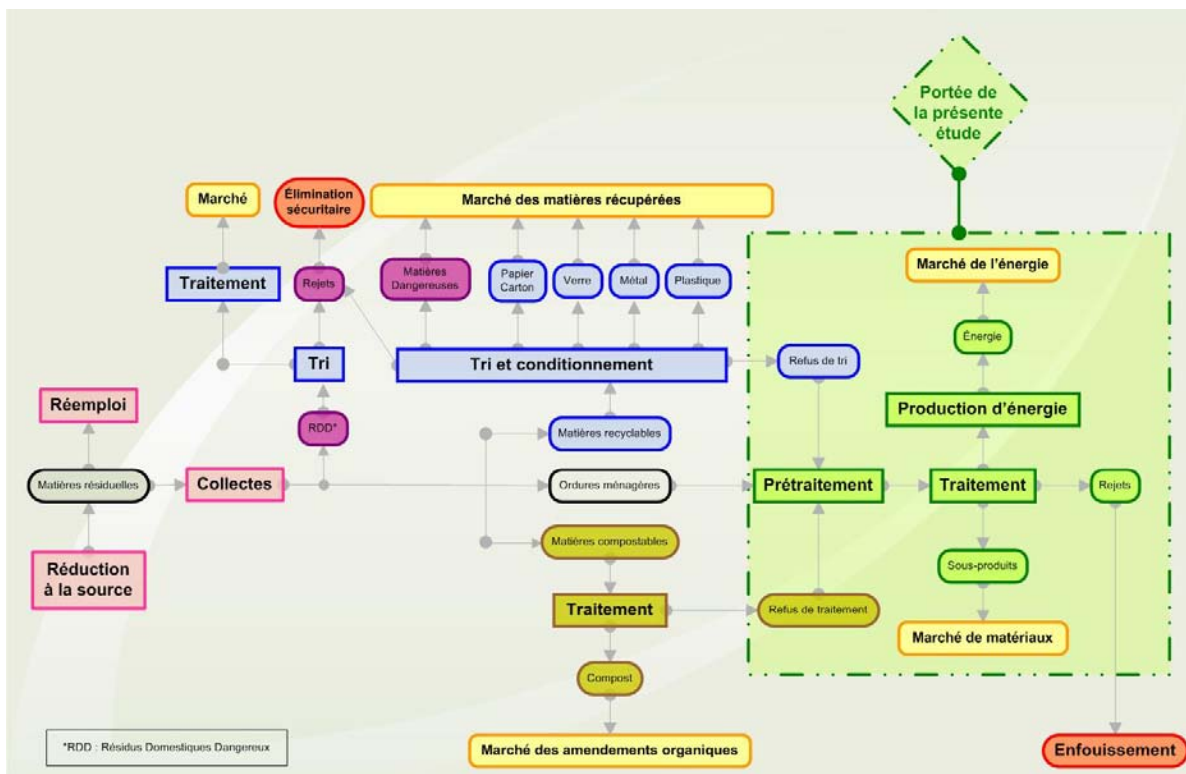 Portée de
la présente
étude
Marché
Élimination
sécuritaire
Marché des matières récupérées
Marché de l'énergie
Traitement
Rejets
Matières
Dangereuses
Papier
Carton
Verre
Métal
Plastique
Énergie
Tri
Tri et conditionnement
Refus de tri
Réemploi
Production d'énergie
RDD*
Matières recyclables
Matières résiduelles
Collectes
Ordures ménagères
Prétraitement
Traitement
Rejets
Matières compostables
Réduction
à la source
Sous-produits
Traitement
Refus de traitement
Marché de matériaux
Compost
*RDD : Résidus Domestiques Dangereux
Marché des amendements organiques
Enfouissement